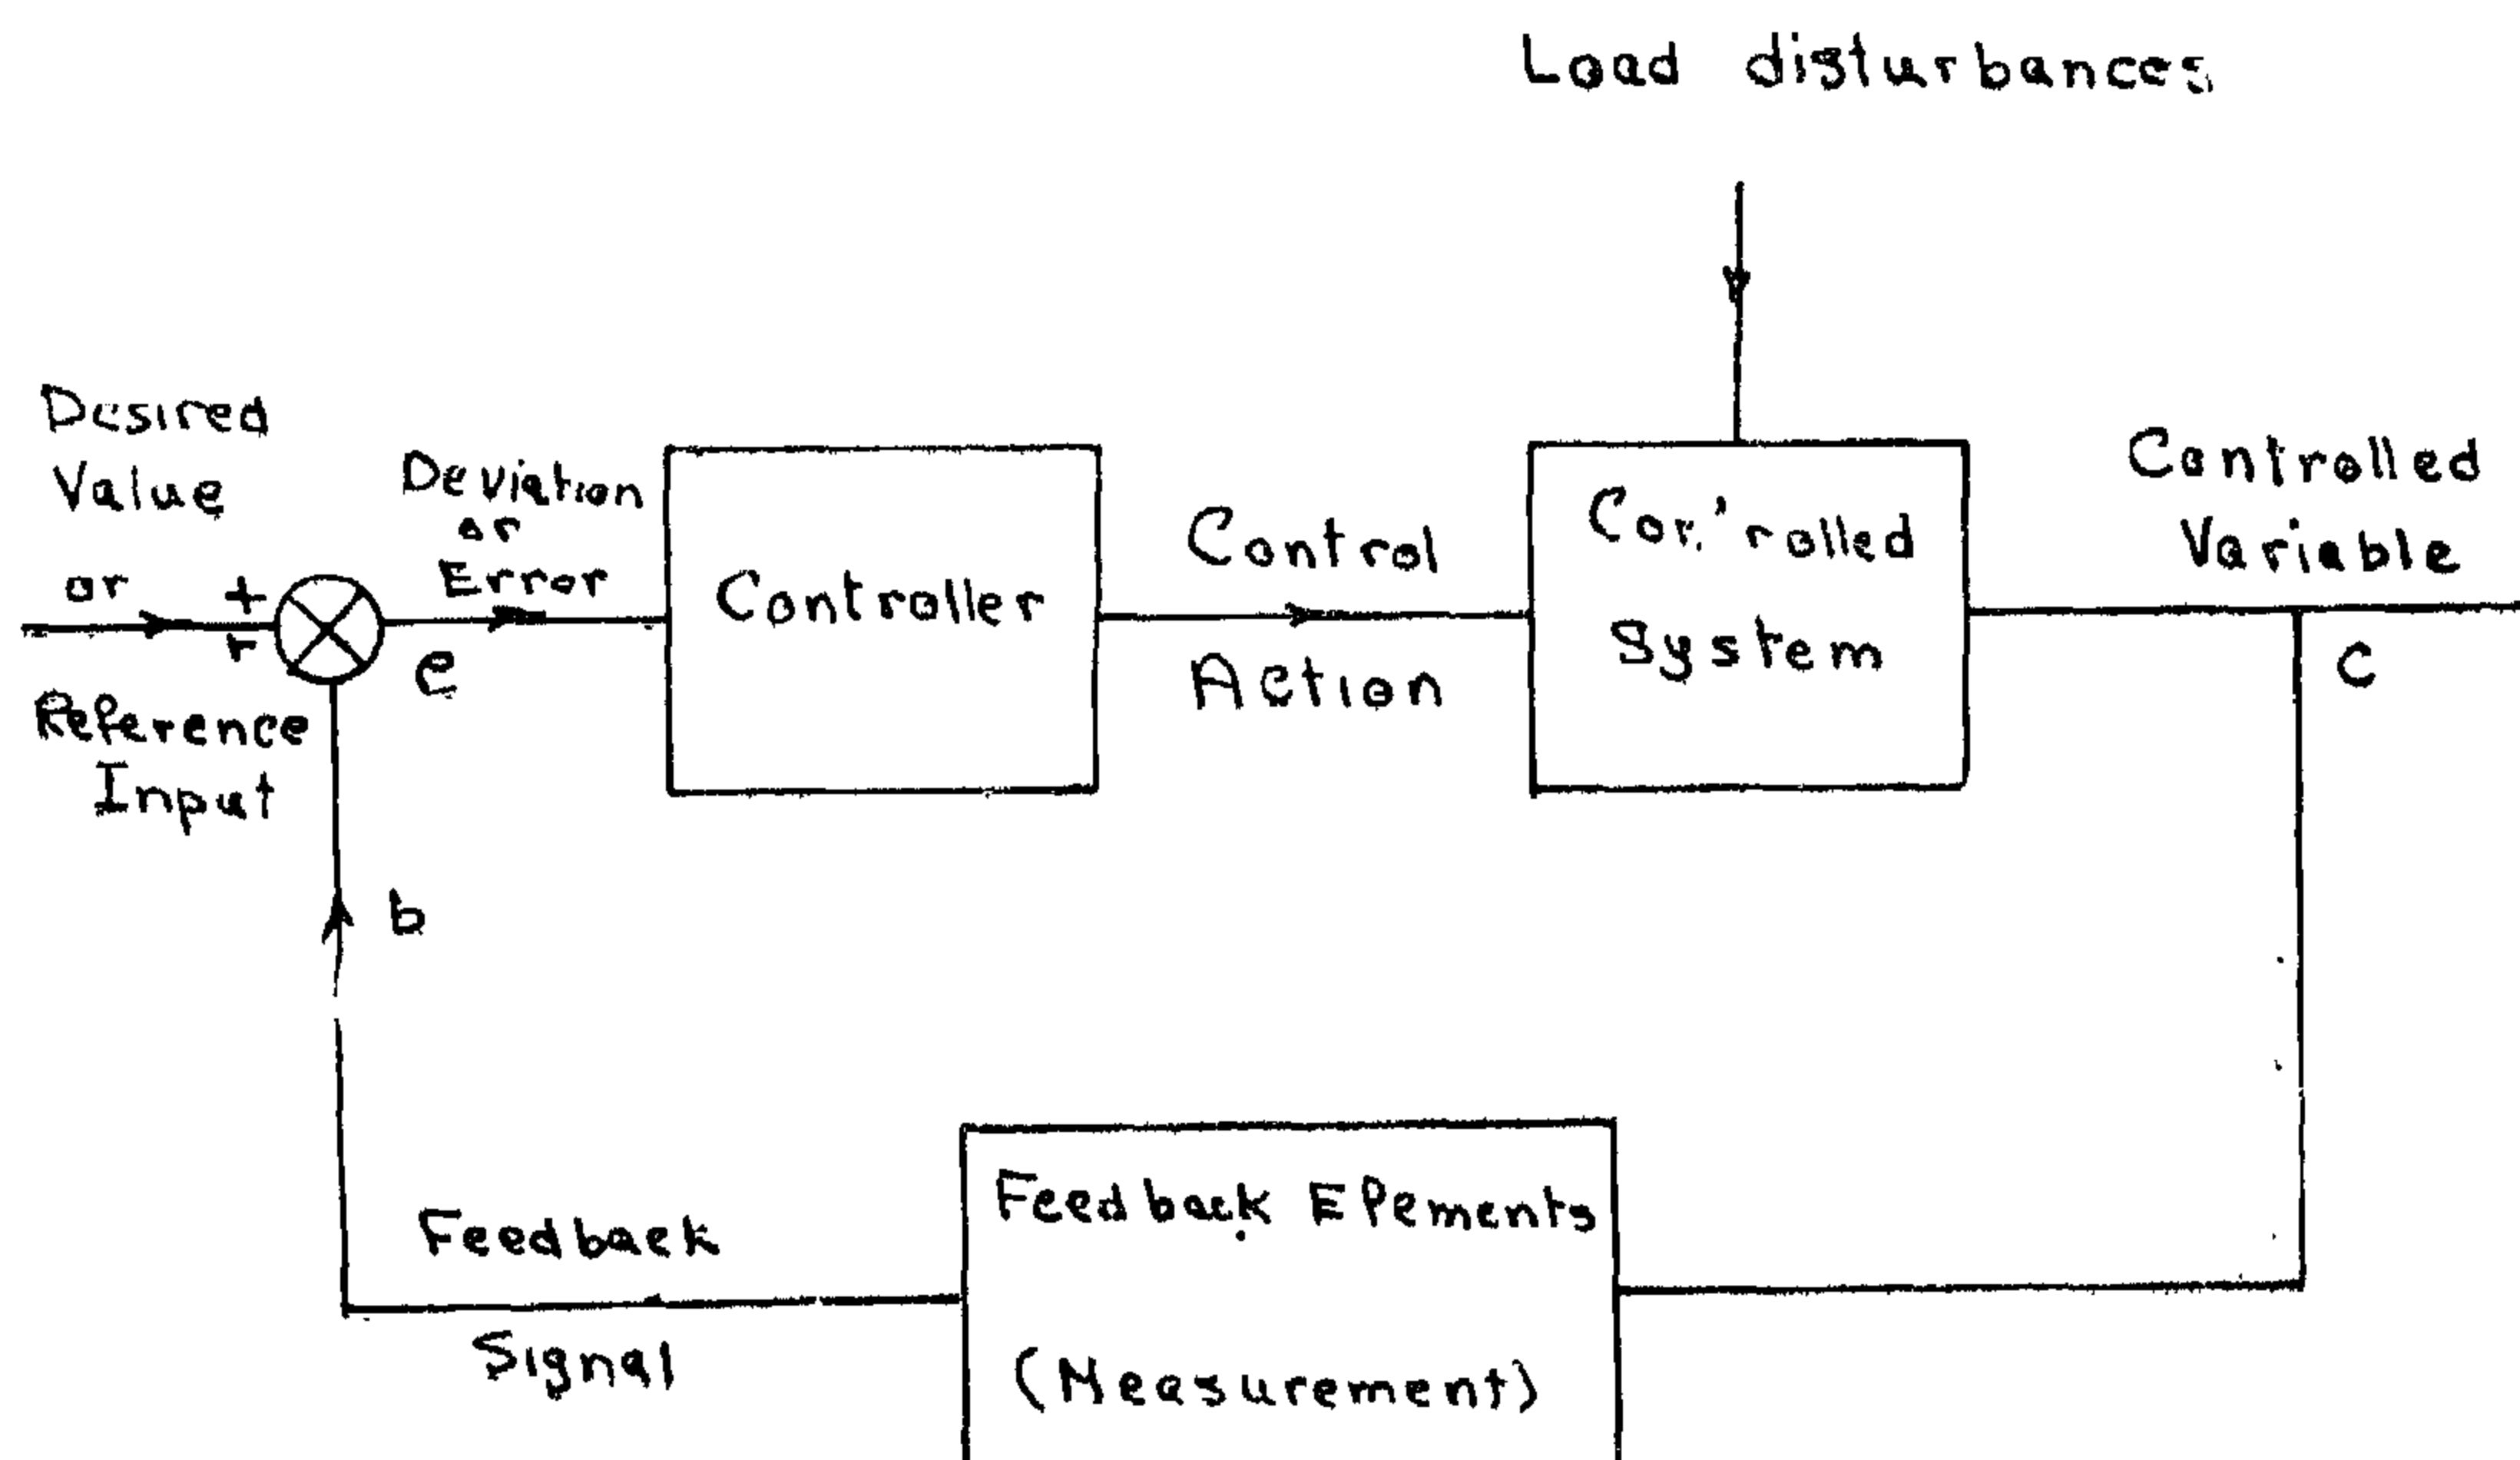 Load disturbances
Desired
Value
or
+
r
Reference
Input
Deviation
or
Error
e
Controller
Control
Action
Controlled
System
Controlled
Variable
C
b
Feedback
Signal
Feedback Elements
(Measurement)